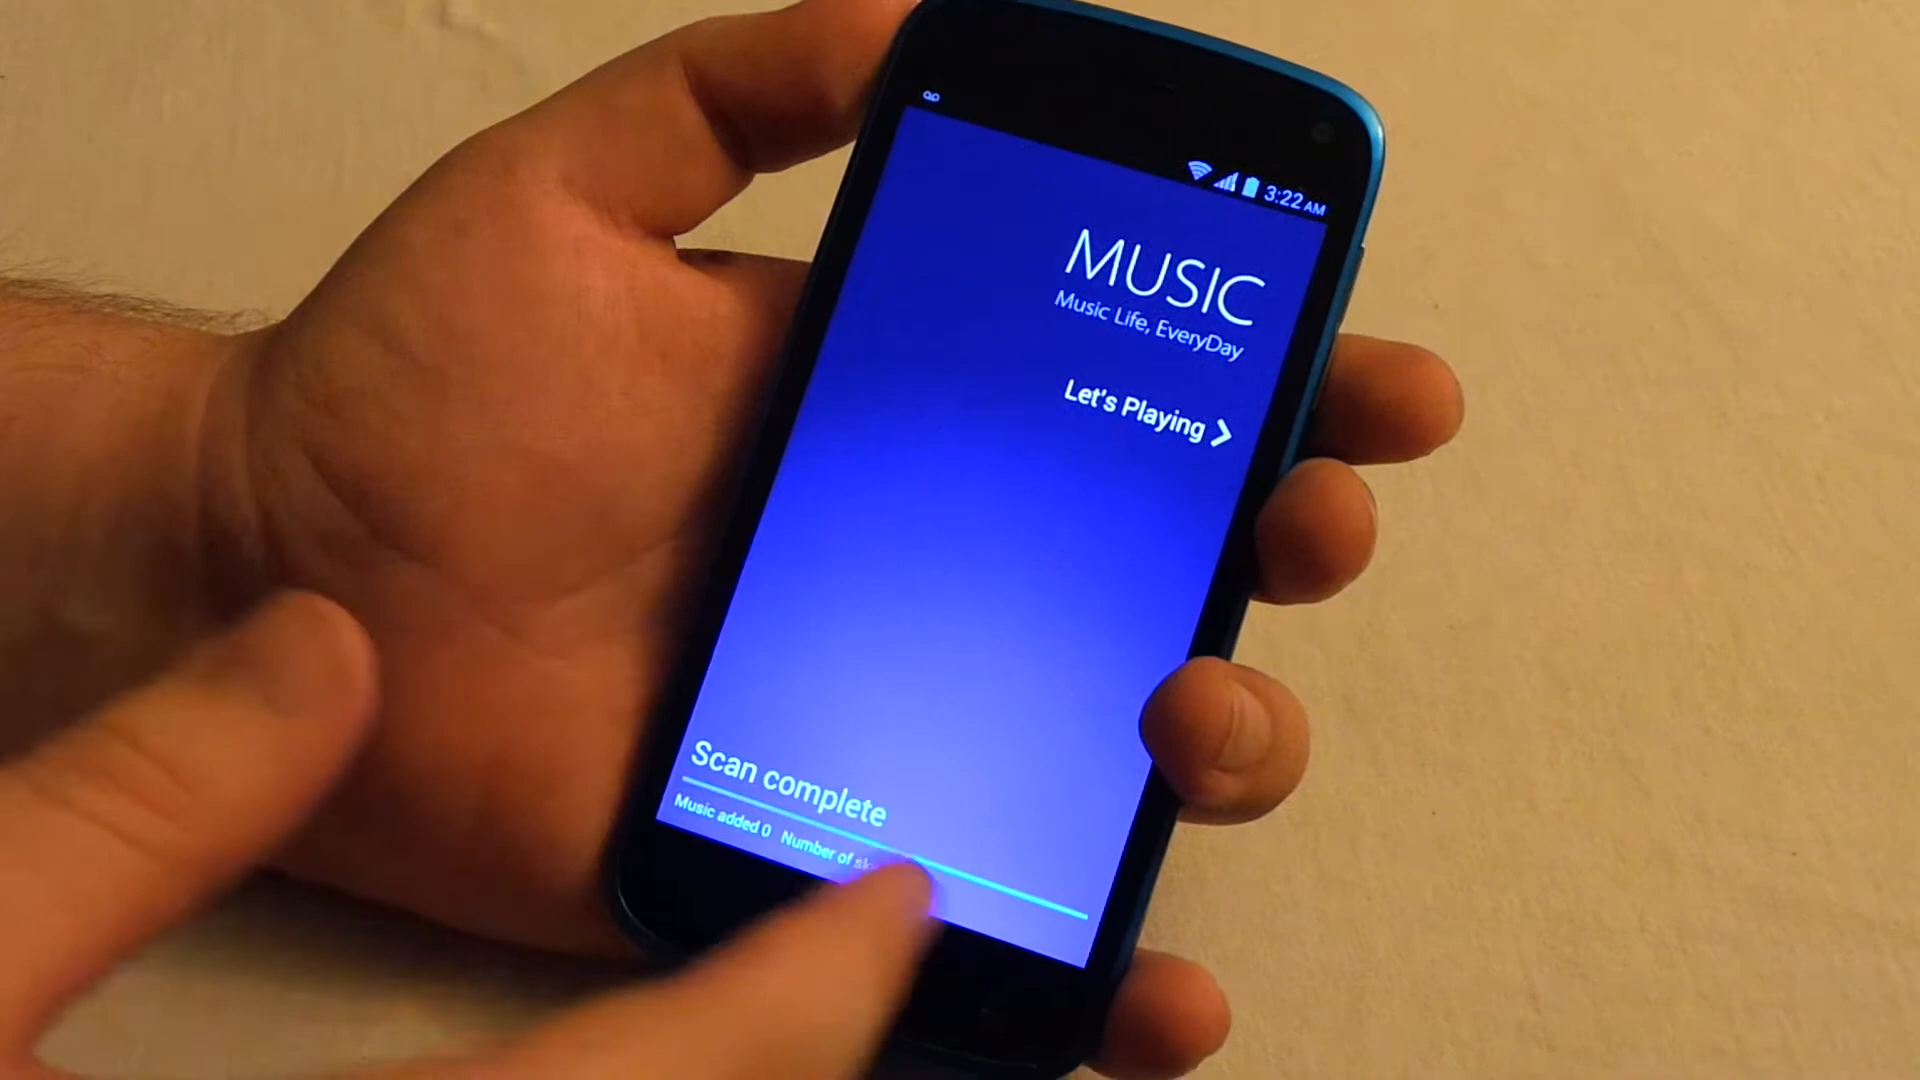 3:22 AM
MUSIC
Music Life, EveryDay
Let's Playing
Scan complete
Music added 0 Number of